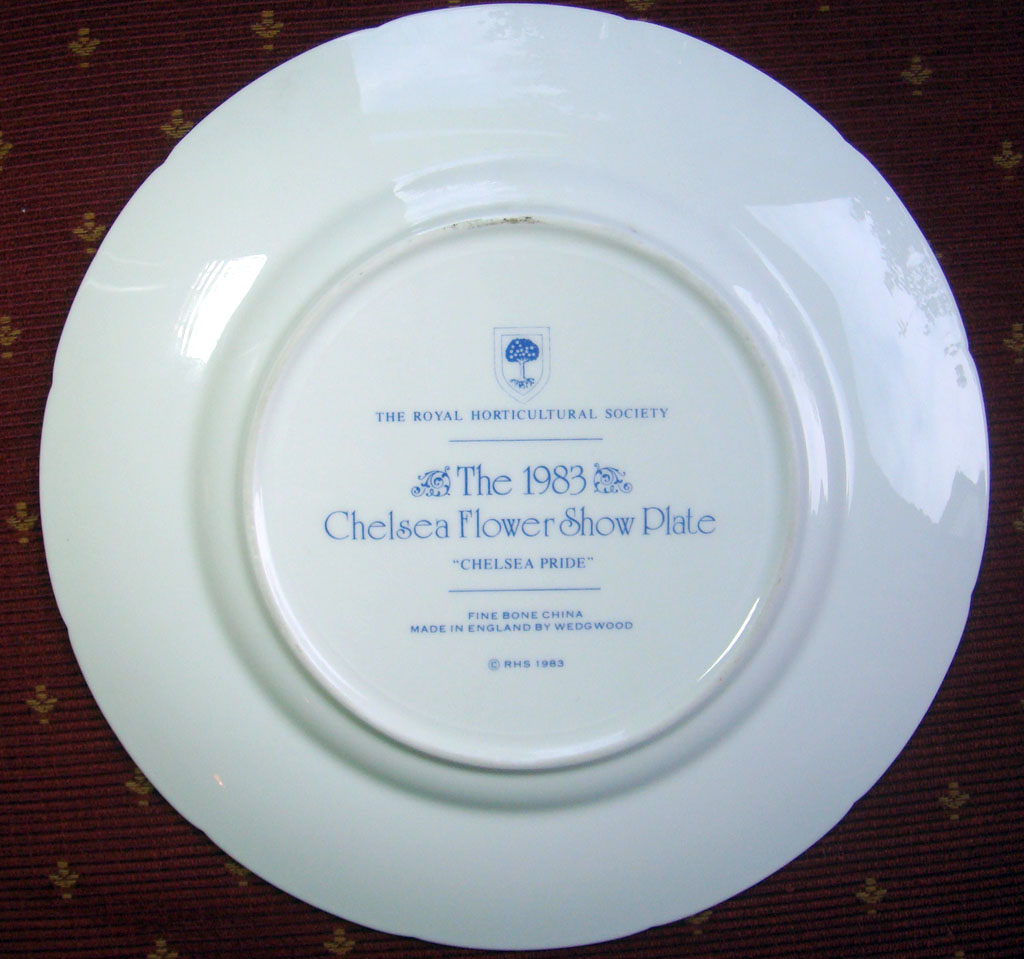 THE ROYAL HORTICULTURAL SOCIETY
The 1983
Chelsea Flower Show Plate
"CHELSEA PRIDE"
FINE BONE CHINA
MADE IN ENGLAND BY WEDGWOOD
© RHS 1983